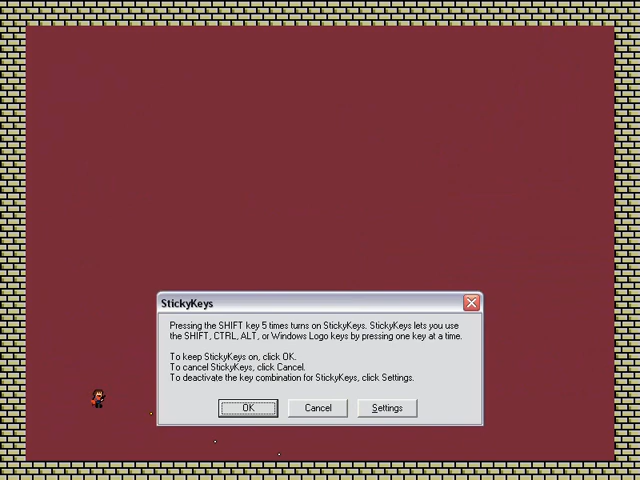 StickyKeys
Pressing the SHIFT key 5 times turns on StickyKeys. StickyKeys lets you use
the SHIFT, CTRL, ALT, or Windows Logo keys by pressing one key at a time.
To keep StickyKeys on, click OK.
To cancel StickyKeys, click Cancel.
To deactivate the key combination for StickyKeys, click Settings.
OK
Cancel
Settings